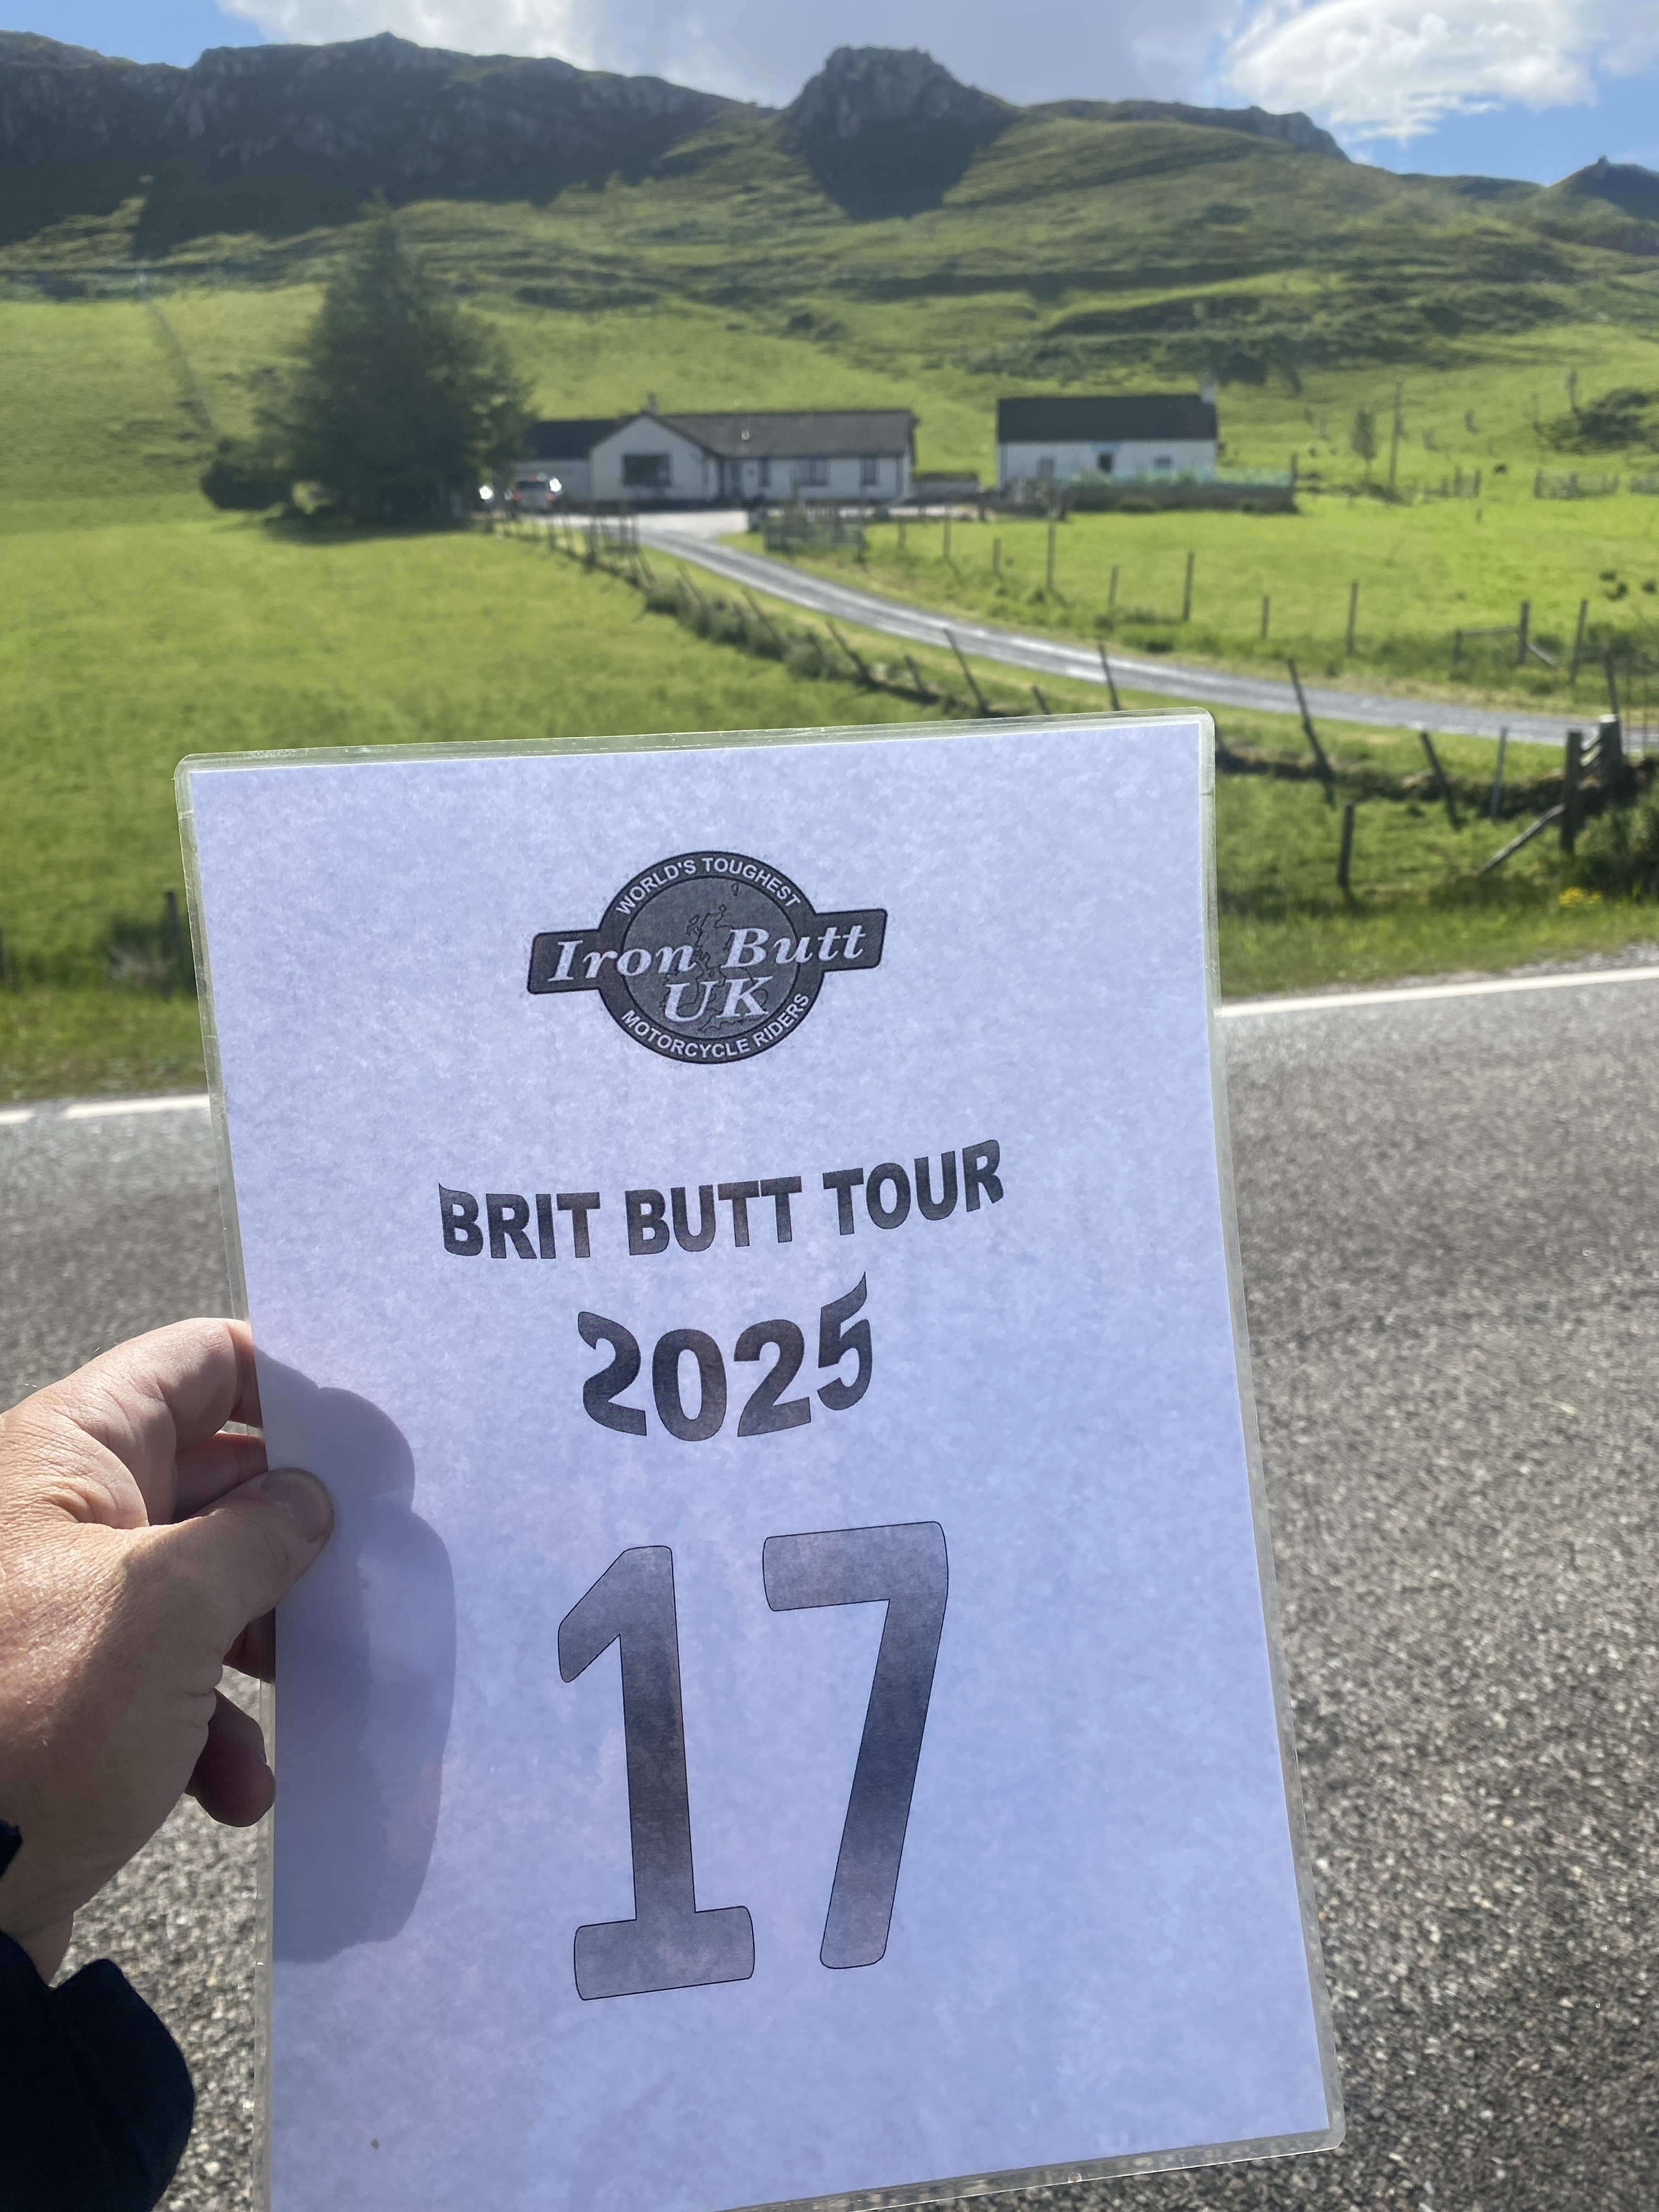 WORLD'S TOUGHEST
Iron Butt
UK
MOTORCYCLE RIDERS
BRIT BUTT TOUR
2025
17